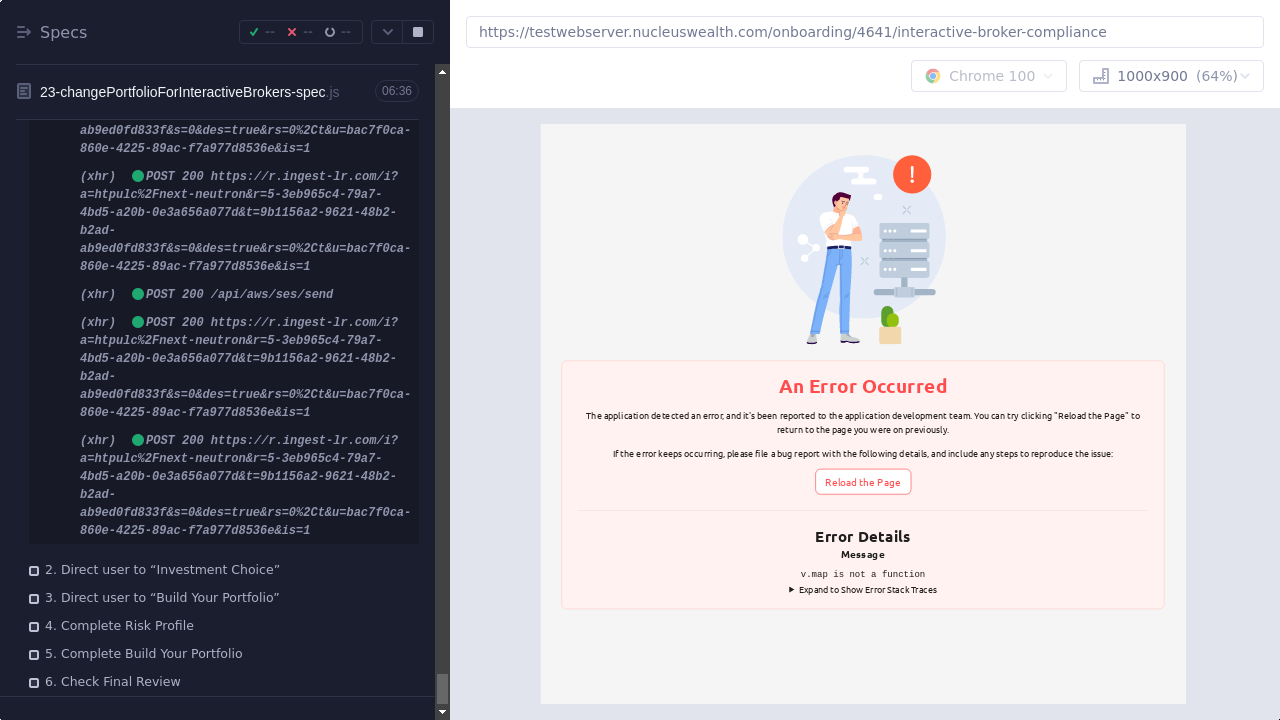 Specs
--
--
--
https://testwebserver.nucleuswealth.com/onboarding/4641/interactive-broker-compliance
Chrome 100
1000x900 (64%)
23-changePortfolioForInteractiveBrokers-spec.js
06:36
ab9ed0fd833f&s=0&des=true&rs=0%2Ct&u=bac7f0ca-
860e-4225-89ac-f7a977d8536e&is=1
(xhr) POST 200 https://r.ingest-lr.com/i?
a=htpulc%2Fnext-neutron&r=5-3eb965c4-79a7-
4bd5-a20b-0e3a656a077d&t=9b1156a2-9621-48b2-
b2ad-
ab9ed0fd833f&s=0&des=true&rs=0%2Ct&u=bac7f0ca-
860e-4225-89ac-f7a977d8536e&is=1
(xhr) POST 200 /api/aws/ses/send
(xhr) POST 200 https://r.ingest-lr.com/i?
a=htpulc%2Fnext-neutron&r=5-3eb965c4-79a7-
4bd5-a20b-0e3a656a077d&t=9b1156a2-9621-48b2-
b2ad-
ab9ed0fd833f&s=0&des=true&rs=0%2Ct&u=bac7f0ca-
860e-4225-89ac-f7a977d8536e&is=1
(xhr) POST 200 https://r.ingest-lr.com/i?
a=htpulc%2Fnext-neutron&r=5-3eb965c4-79a7-
4bd5-a20b-0e3a656a077d&t=9b1156a2-9621-48b2-
b2ad-
ab9ed0fd833f&s=0&des=true&rs=0%2Ct&u=bac7f0ca-
860e-4225-89ac-f7a977d8536e&is=1
2. Direct user to “Investment Choice”
3. Direct user to “Build Your Portfolio”
4. Complete Risk Profile
5. Complete Build Your Portfolio
6. Check Final Review
!
An Error Occurred
The application detected an error, and it's been reported to the application development team. You can try clicking "Reload the Page" to
return to the page you were on previously.
If the error keeps occurring, please file a bug report with the following details, and include any steps to reproduce the issue:
Reload the Page
Error Details
Message
v.map is not a function
Expand to Show Error Stack Traces